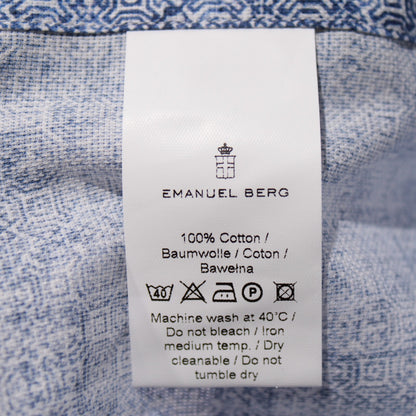 EMANUEL BERG
100% Cotton /
Baumwolle / Coton /
Bawełna
40 P
Machine wash at 40°C /
Do not bleach / Iron
medium temp. / Dry
cleanable / Do not
tumble dry